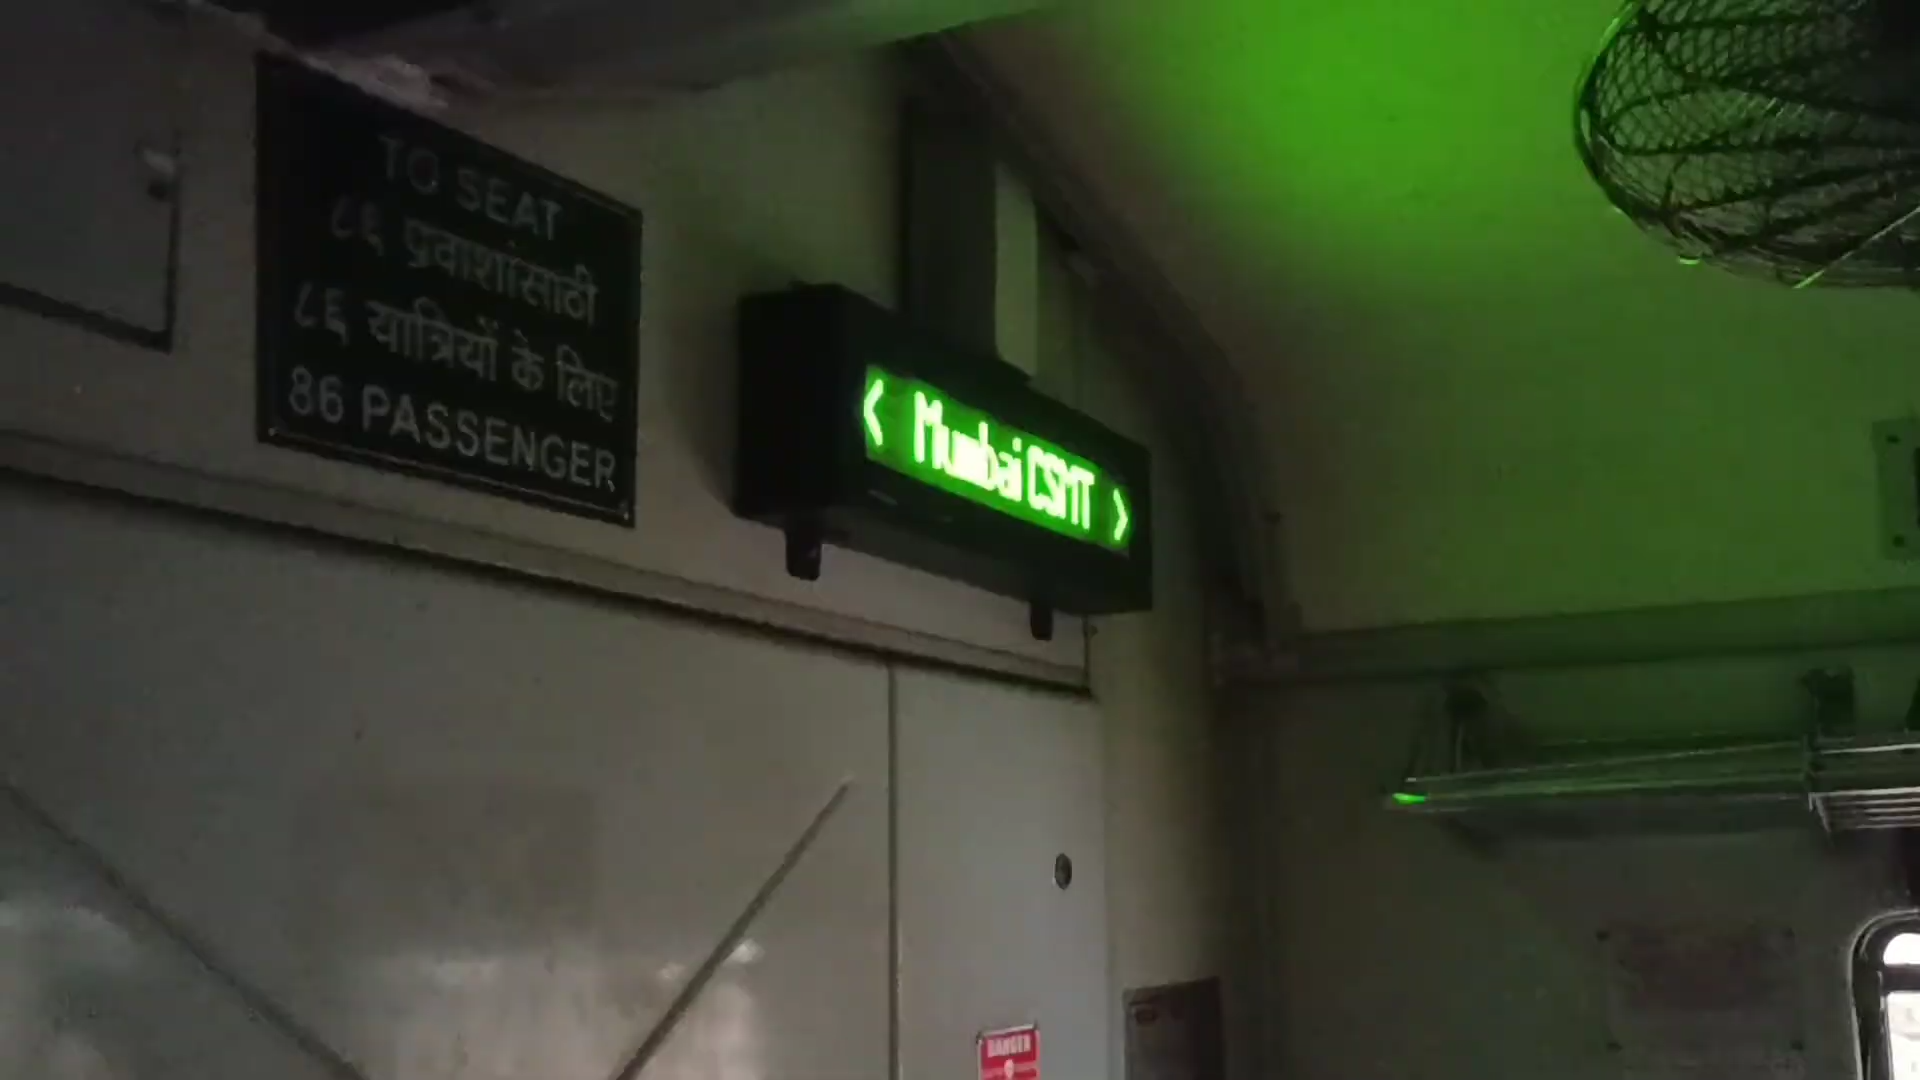 TO SEAT
८६ प्रवाशांसाठी
८६ यात्रियों के लिए
86 PASSENGER
< Mumbai CSMT >
DANGER